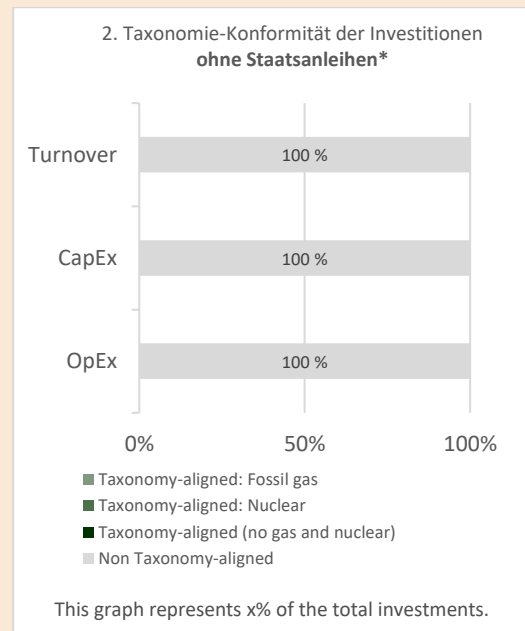 2. Taxonomie-Konformität der Investitionen
ohne Staatsanleihen*
Turnover
100 %
CapEx
100 %
OpEx
100 %
0%
50%
100%
Taxonomy-aligned: Fossil gas
Taxonomy-aligned: Nuclear
Taxonomy-aligned (no gas and nuclear)
Non Taxonomy-aligned
This graph represents x% of the total investments.